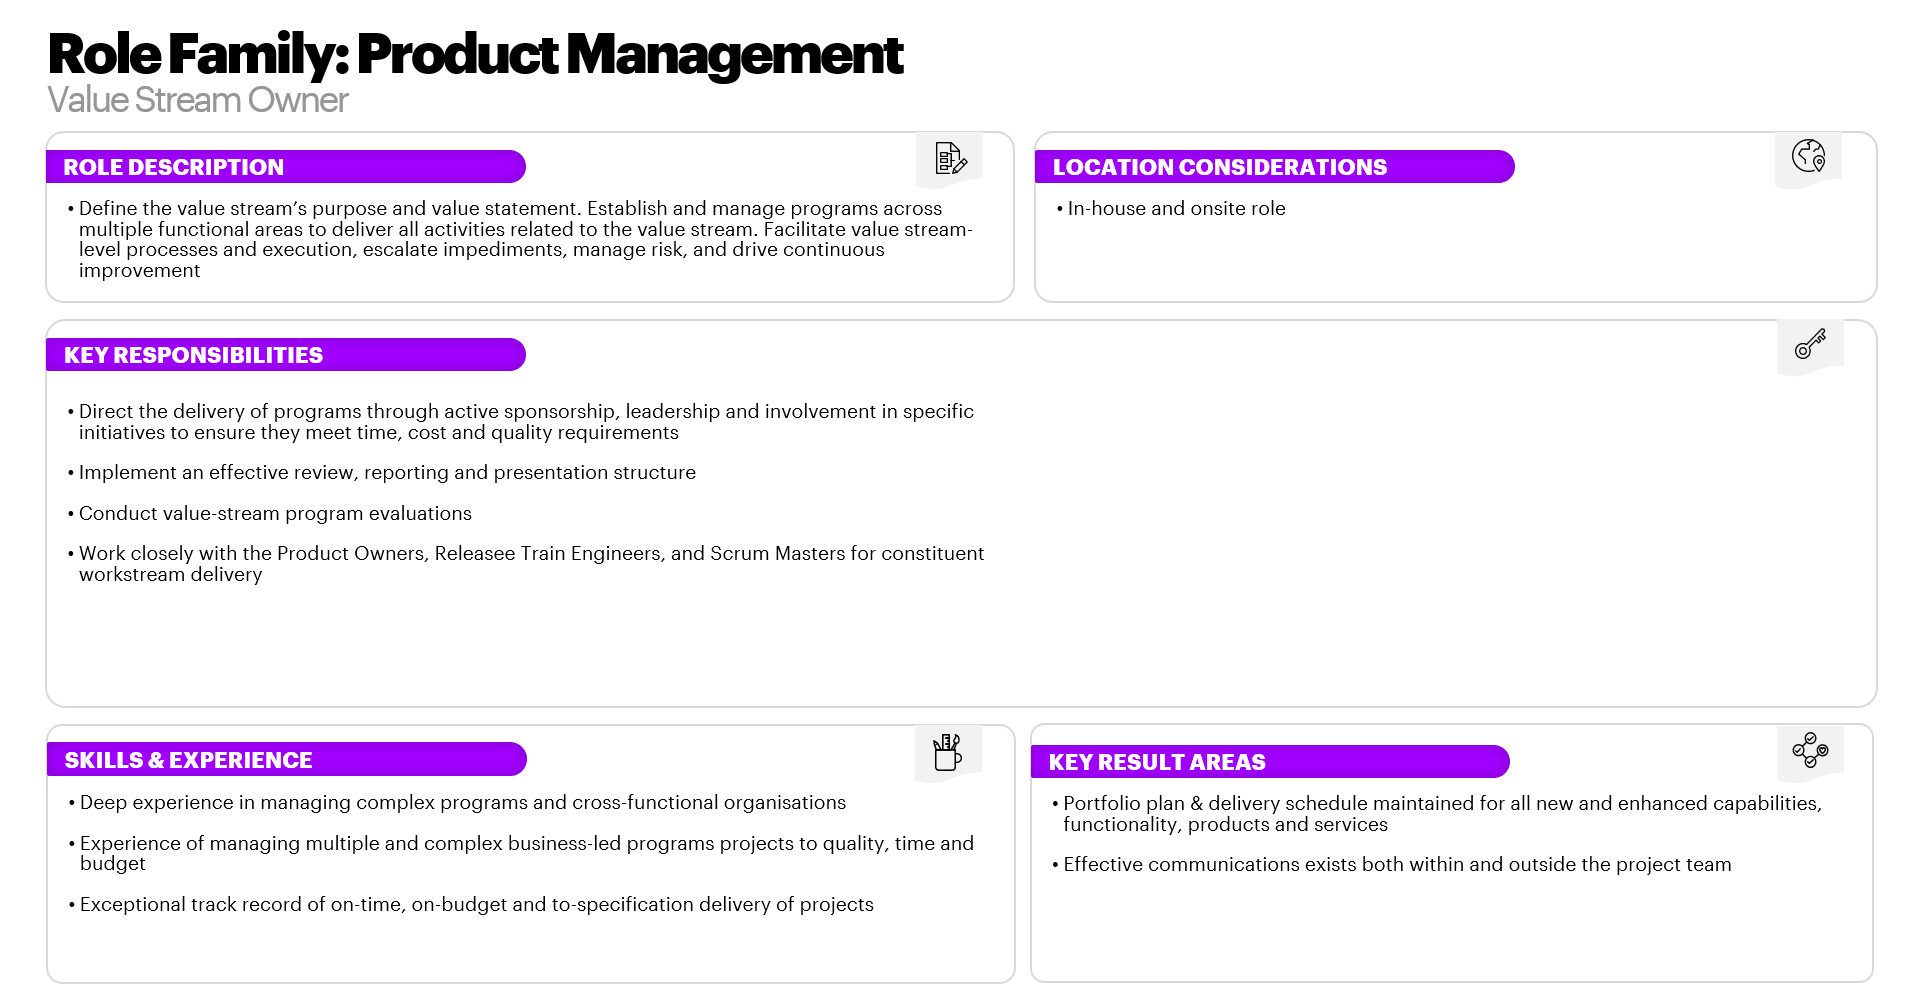 Role Family: Product Management
Value Stream Owner
ROLE DESCRIPTION
• Define the value stream’s purpose and value statement. Establish and manage programs across
multiple functional areas to deliver all activities related to the value stream. Facilitate value stream-
level processes and execution, escalate impediments, manage risk, and drive continuous
improvement
LOCATION CONSIDERATIONS
• In-house and onsite role
KEY RESPONSIBILITIES
• Direct the delivery of programs through active sponsorship, leadership and involvement in specific
initiatives to ensure they meet time, cost and quality requirements
• Implement an effective review, reporting and presentation structure
• Conduct value-stream program evaluations
• Work closely with the Product Owners, Releasee Train Engineers, and Scrum Masters for constituent
workstream delivery
SKILLS & EXPERIENCE
• Deep experience in managing complex programs and cross-functional organisations
• Experience of managing multiple and complex business-led programs projects to quality, time and
budget
• Exceptional track record of on-time, on-budget and to-specification delivery of projects
KEY RESULT AREAS
• Portfolio plan & delivery schedule maintained for all new and enhanced capabilities,
functionality, products and services
• Effective communications exists both within and outside the project team